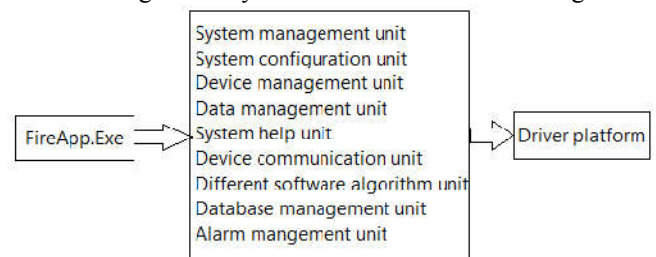 System management unit
System configuration unit
Device management unit
Data management unit
FireApp.Exe
System help unit
Driver platform
Device communication unit
Different software algorithm unit
Database management unit
Alarm mangement unit